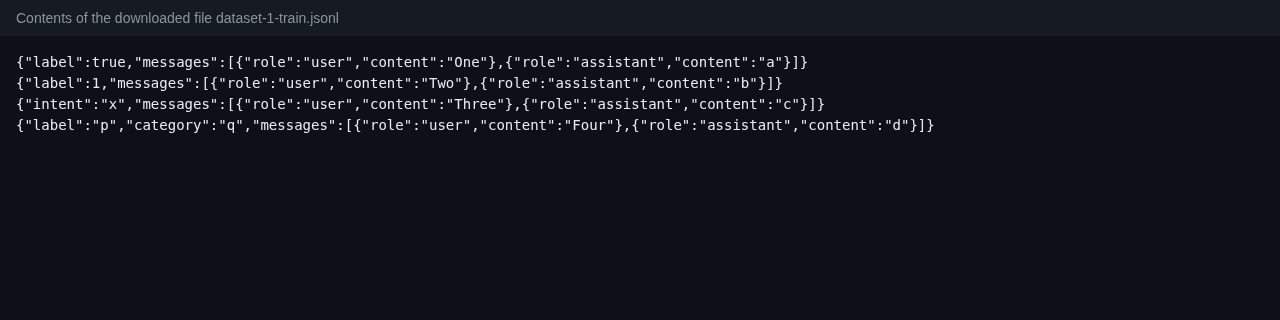 Contents of the downloaded file dataset-1-train.jsonl
{"label":true,"messages":[{"role":"user","content":"One"},{"role":"assistant","content":"a"}]}
{"label":1,"messages":[{"role":"user","content":"Two"},{"role":"assistant","content":"b"}]}
{"intent":"x","messages":[{"role":"user","content":"Three"},{"role":"assistant","content":"c"}]}
{"label":"p","category":"q","messages":[{"role":"user","content":"Four"},{"role":"assistant","content":"d"}]}